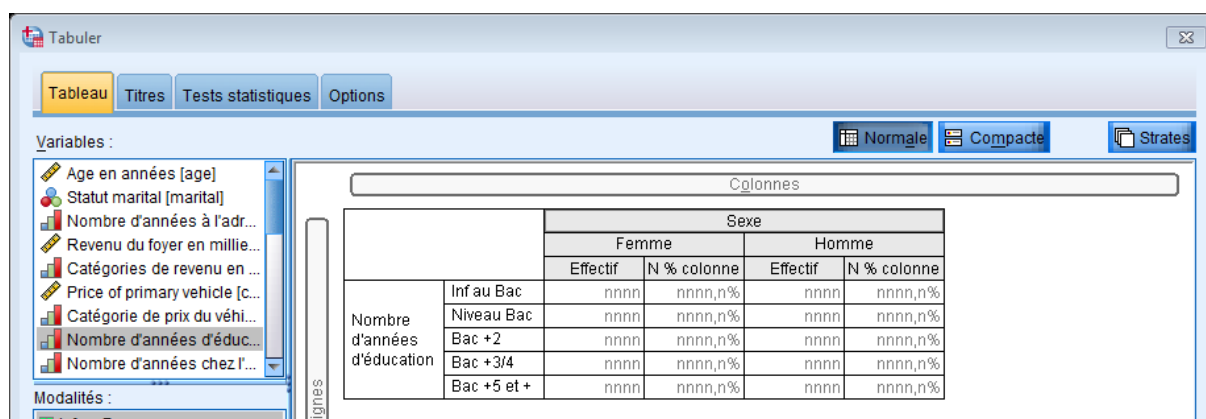 Tabuler
Tableau Titres Tests statistiques Options
Variables :
Normale Compacte Strates
Age en années [age]
Statut marital [marital]
Nombre d'années à l'adr...
Revenu du foyer en millie...
Catégories de revenu en ...
Price of primary vehicle [c...
Catégorie de prix du véhi...
Nombre d'années d'éduc...
Nombre d'années chez l'...
Modalités :
Colonnes
Sexe
Femme Homme
Effectif N % colonne Effectif N % colonne
Nombre d'années d'éducation
Inf au Bac nnnn nnnn,n% nnnn nnnn,n%
Niveau Bac nnnn nnnn,n% nnnn nnnn,n%
Bac +2 nnnn nnnn,n% nnnn nnnn,n%
Bac +3/4 nnnn nnnn,n% nnnn nnnn,n%
Bac +5 et + nnnn nnnn,n% nnnn nnnn,n%